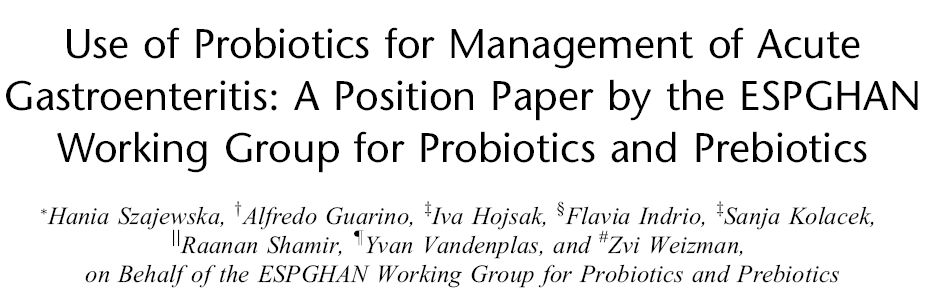 Use of Probiotics for Management of Acute
Gastroenteritis: A Position Paper by the ESPGHAN
Working Group for Probiotics and Prebiotics
*Hania Szajewska, †Alfredo Guarino, ‡Iva Hojsak, §Flavia Indrio, ‡Sanja Kolacek,
||Raanan Shamir, ¶Yvan Vandenplas, and #Zvi Weizman,
on Behalf of the ESPGHAN Working Group for Probiotics and Prebiotics